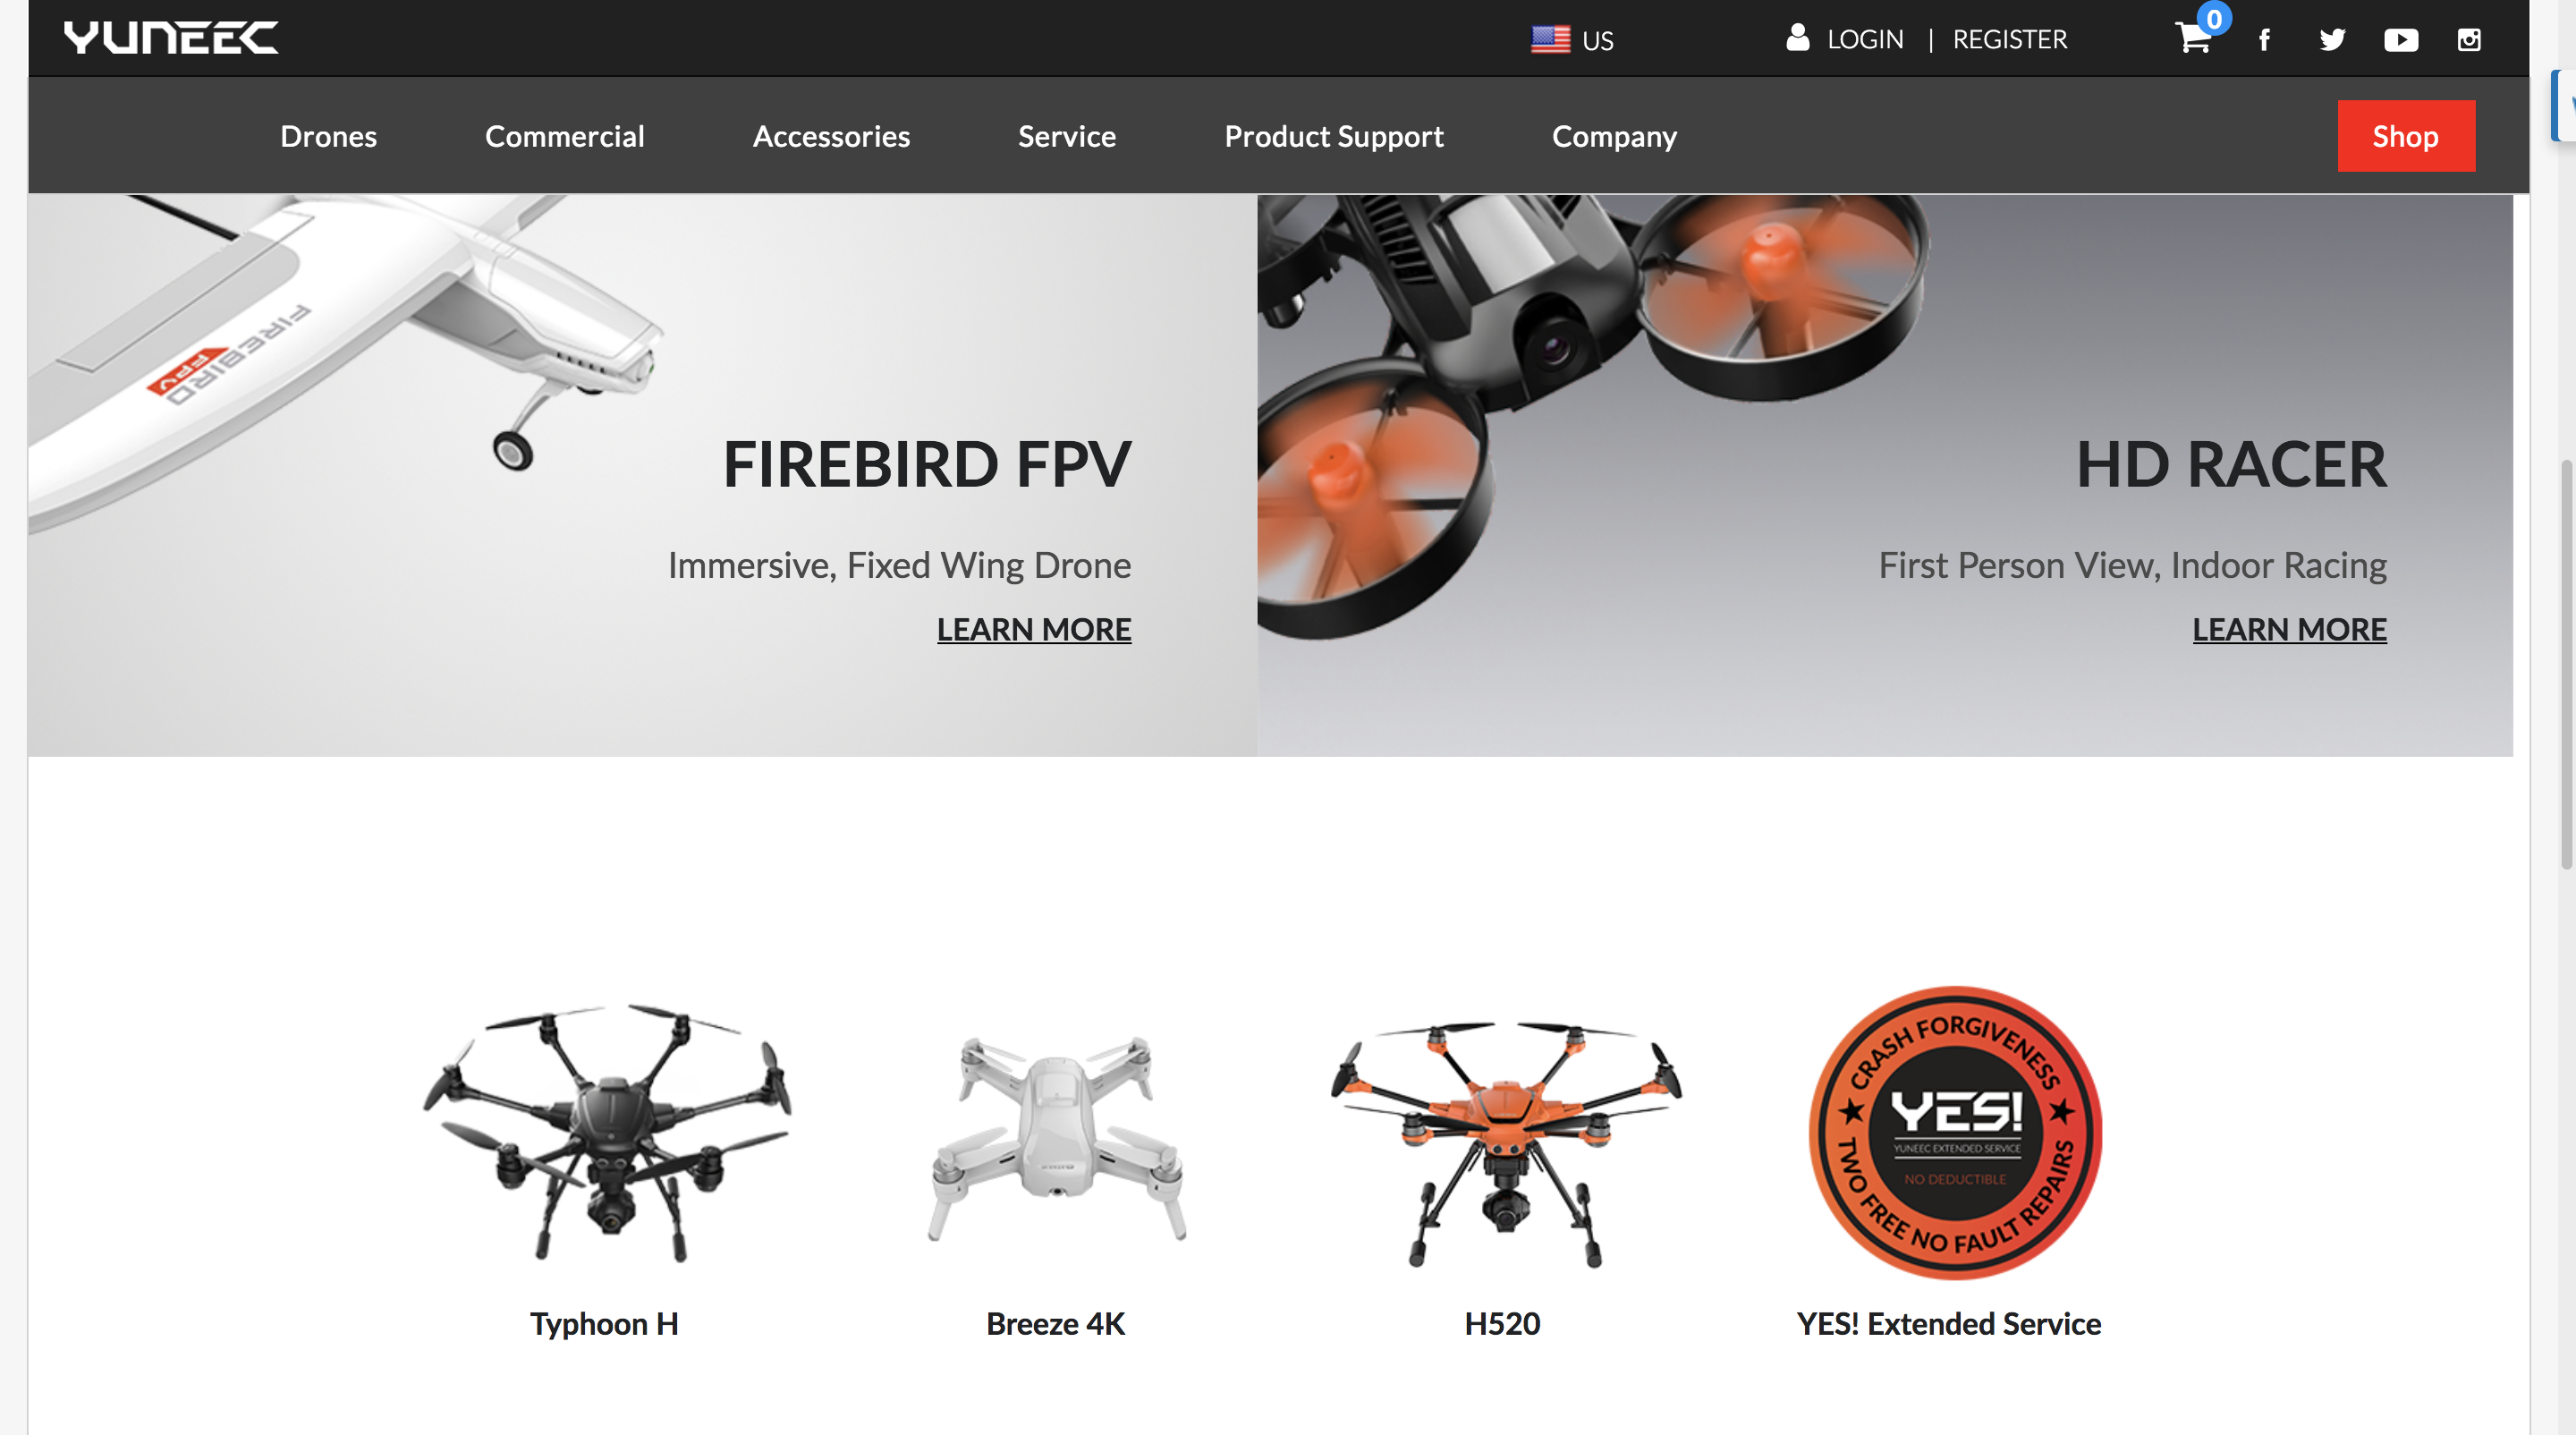 YUNEEC
US
LOGIN | REGISTER
0
Drones
Commercial
Accessories
Service
Product Support
Company
Shop
FIREBIRD FPV
FIREBIRD FPV
Immersive, Fixed Wing Drone
LEARN MORE
HD RACER
First Person View, Indoor Racing
LEARN MORE
CRASH FORGIVENESS
YES!
YUNEEC EXTENDED SERVICE
NO DEDUCTIBLE
TWO FREE NO FAULT REPAIRS
Typhoon H
Breeze 4K
H520
YES! Extended Service